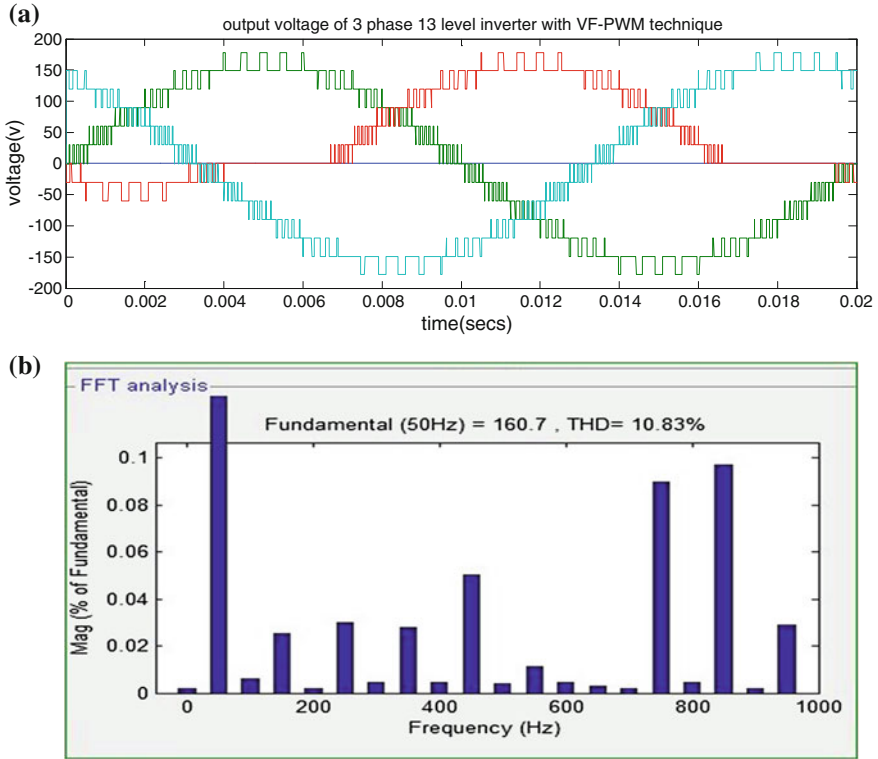 (a)
output voltage of 3 phase 13 level inverter with VF-PWM technique
200
150
100
50
0
-50
-100
-150
-200
voltage(v)
0 0.002 0.004 0.006 0.008 0.01 0.012 0.014 0.016 0.018 0.02
time(secs)
(b)
FFT analysis
Fundamental (50Hz) = 160.7 , THD= 10.83%
0.1
0.08
0.06
0.04
0.02
0
Mag (% of Fundamental)
0 200 400 600 800 1000
Frequency (Hz)